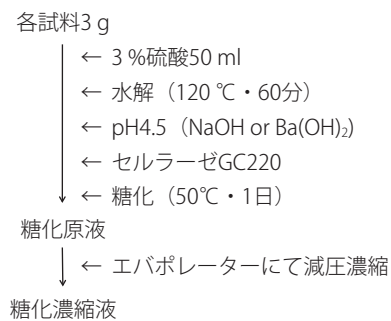 各試料3 g
← 3 %硫酸50 ml
← 水解（120 ℃・60分）
← pH4.5（NaOH or Ba(OH)₂)
← セルラーゼGC220
← 糖化（50℃・1日）
糖化原液
← エバポレーターにて減圧濃縮
糖化濃縮液